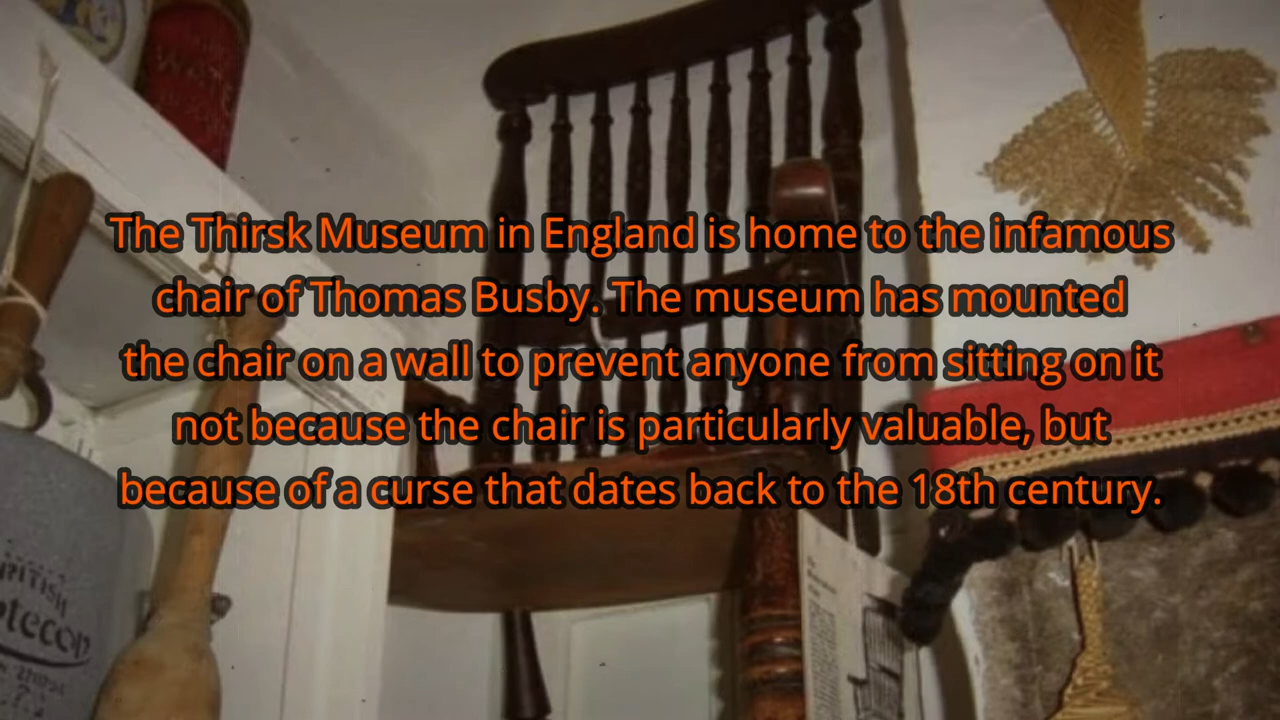 The Thirsk Museum in England is home to the infamous
chair of Thomas Busby. The museum has mounted
the chair on a wall to prevent anyone from sitting on it
not because the chair is particularly valuable, but
because of a curse that dates back to the 18th century.